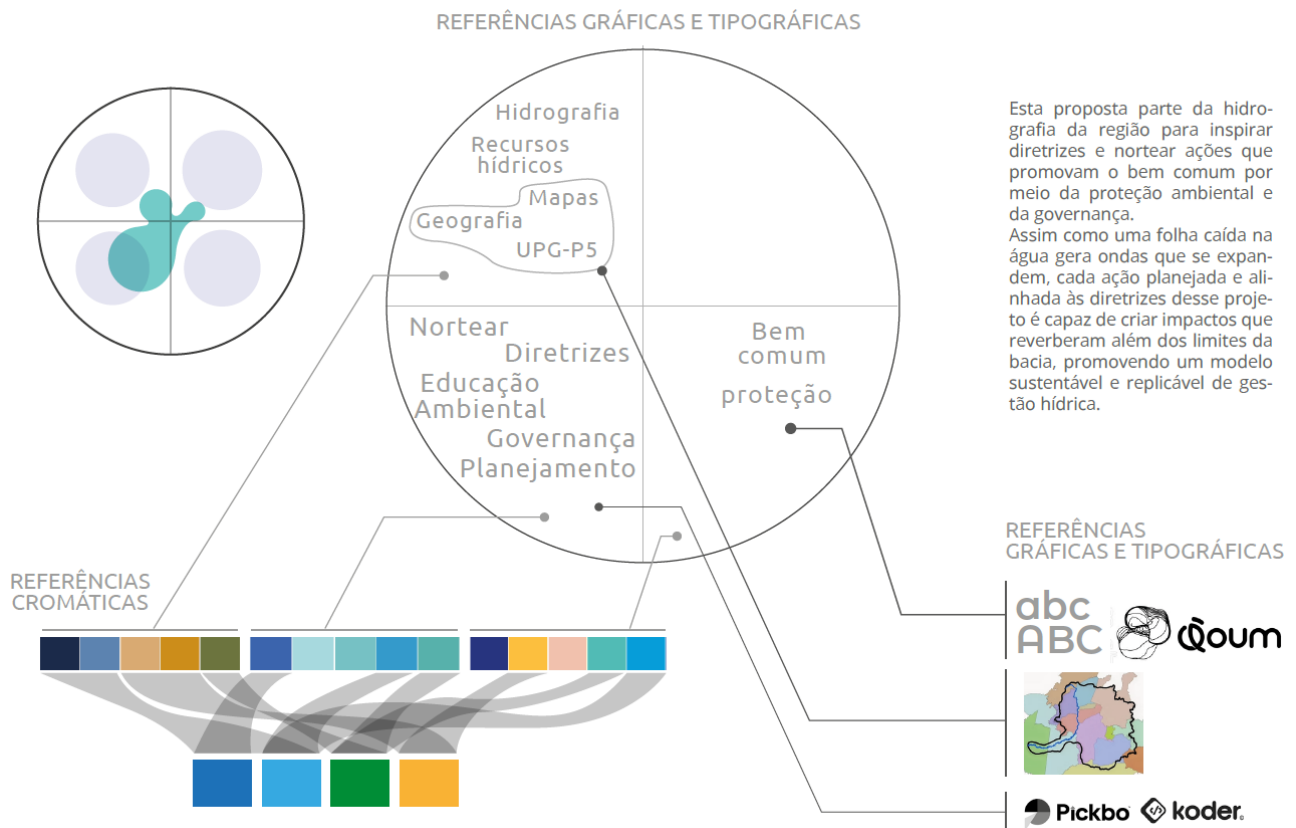 REFERÊNCIAS GRÁFICAS E TIPOGRÁFICAS
Hidrografia
Recursos
hídricos
Mapas
Geografia
UPG-P5
Nortear
Diretrizes
Educação
Ambiental
Governança
Planejamento
Bem
comum
proteção
Esta proposta parte da hidro-
grafia da região para inspirar
diretrizes e nortear ações que
promovam o bem comum por
meio da proteção ambiental e
da governança.
Assim como uma folha caída na
água gera ondas que se expan-
dem, cada ação planejada e ali-
nhada às diretrizes desse proje-
to é capaz de criar impactos que
reverberam além dos limites da
bacia, promovendo um modelo
sustentável e replicável de ges-
tão hídrica.
REFERÊNCIAS
CROMÁTICAS
REFERÊNCIAS
GRÁFICAS E TIPOGRÁFICAS
abc
ABC
Qoum
Pickbo
koder.